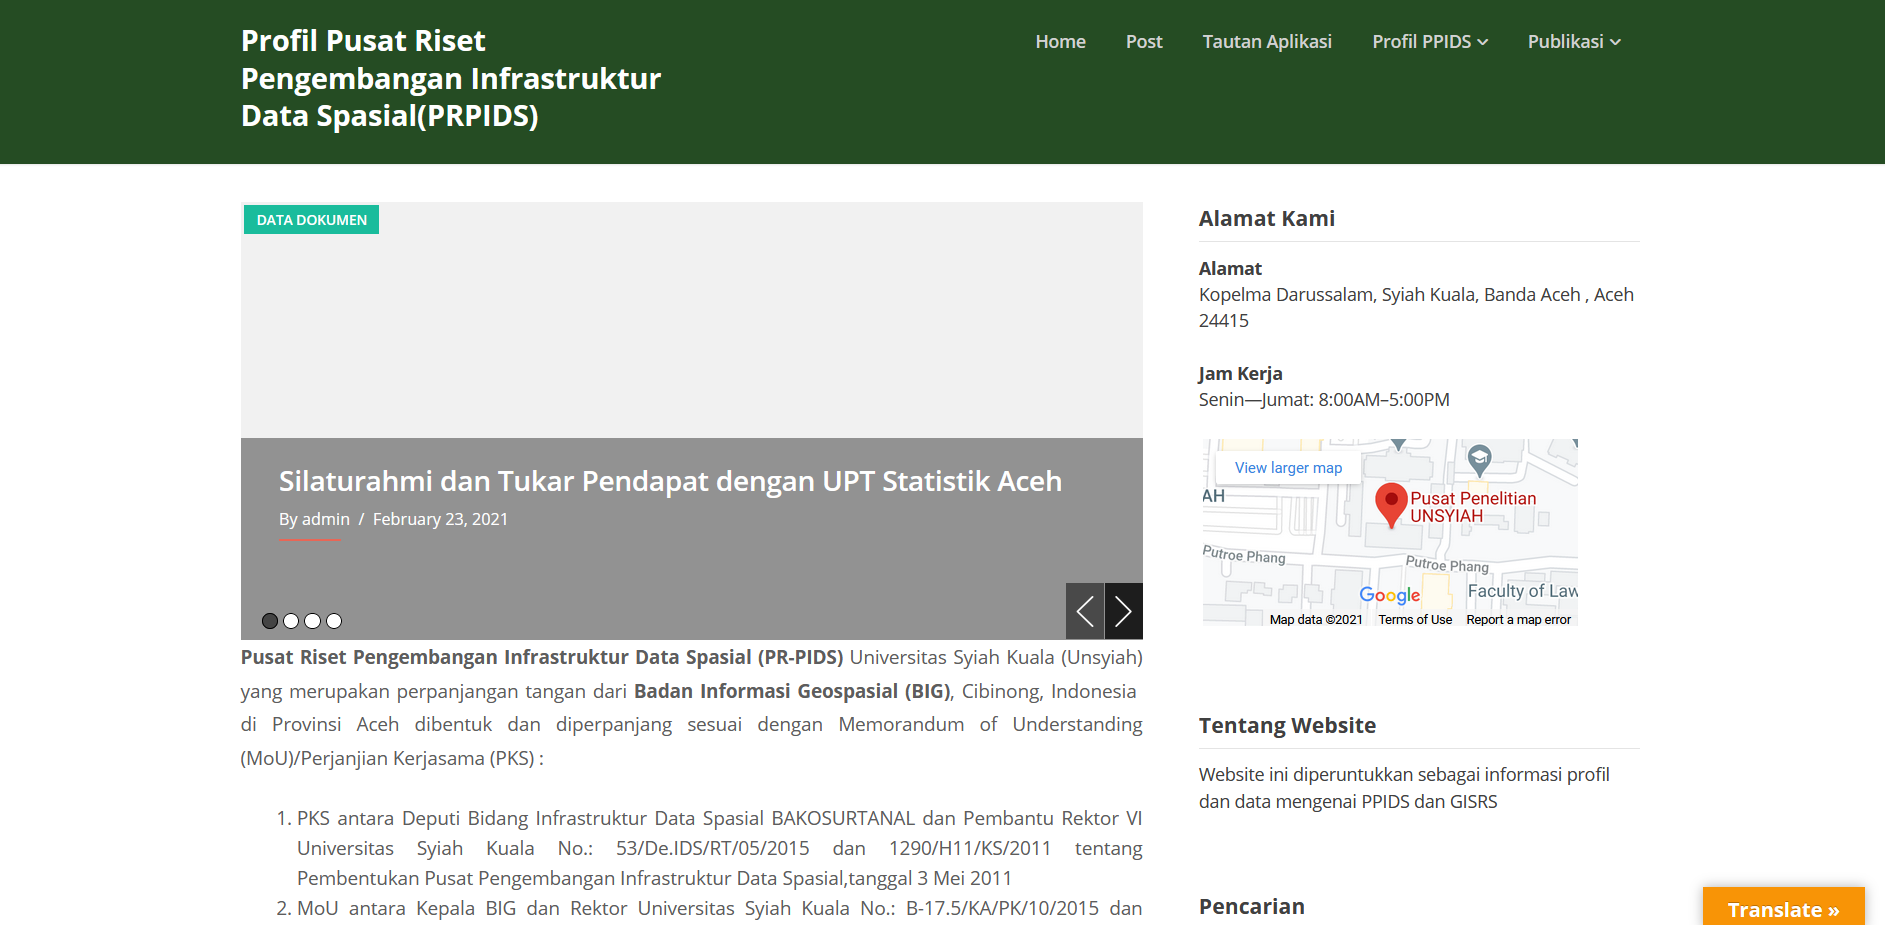 Profil Pusat Riset
Pengembangan Infrastruktur
Data Spasial(PRPIDS)
Home
Post
Tautan Aplikasi
Profil PPIDS
Publikasi
DATA DOKUMEN
Silaturahmi dan Tukar Pendapat dengan UPT Statistik Aceh
By admin / February 23, 2021
Pusat Riset Pengembangan Infrastruktur Data Spasial (PR-PIDS) Universitas Syiah Kuala (Unsyiah)
yang merupakan perpanjangan tangan dari Badan Informasi Geospasial (BIG), Cibinong, Indonesia
di Provinsi Aceh dibentuk dan diperpanjang sesuai dengan Memorandum of Understanding
(MoU)/Perjanjian Kerjasama (PKS) :
1. PKS antara Deputi Bidang Infrastruktur Data Spasial BAKOSURTANAL dan Pembantu Rektor VI
Universitas Syiah Kuala No.: 53/De.IDS/RT/05/2015 dan 1290/H11/KS/2011 tentang
Pembentukan Pusat Pengembangan Infrastruktur Data Spasial,tanggal 3 Mei 2011
2. MoU antara Kepala BIG dan Rektor Universitas Syiah Kuala No.: B-17.5/KA/PK/10/2015 dan
Alamat Kami
Alamat
Kopelma Darussalam, Syiah Kuala, Banda Aceh , Aceh
24415
Jam Kerja
Senin—Jumat: 8:00AM–5:00PM
View larger map
AH
Pusat Penelitian
UNSYIAH
Putroe Phang
Putroe Phang
Faculty of Law
Google
Map data ©2021
Terms of Use
Report a map error
Tentang Website
Website ini diperuntukkan sebagai informasi profil
dan data mengenai PPIDS dan GISRS
Pencarian
Translate »